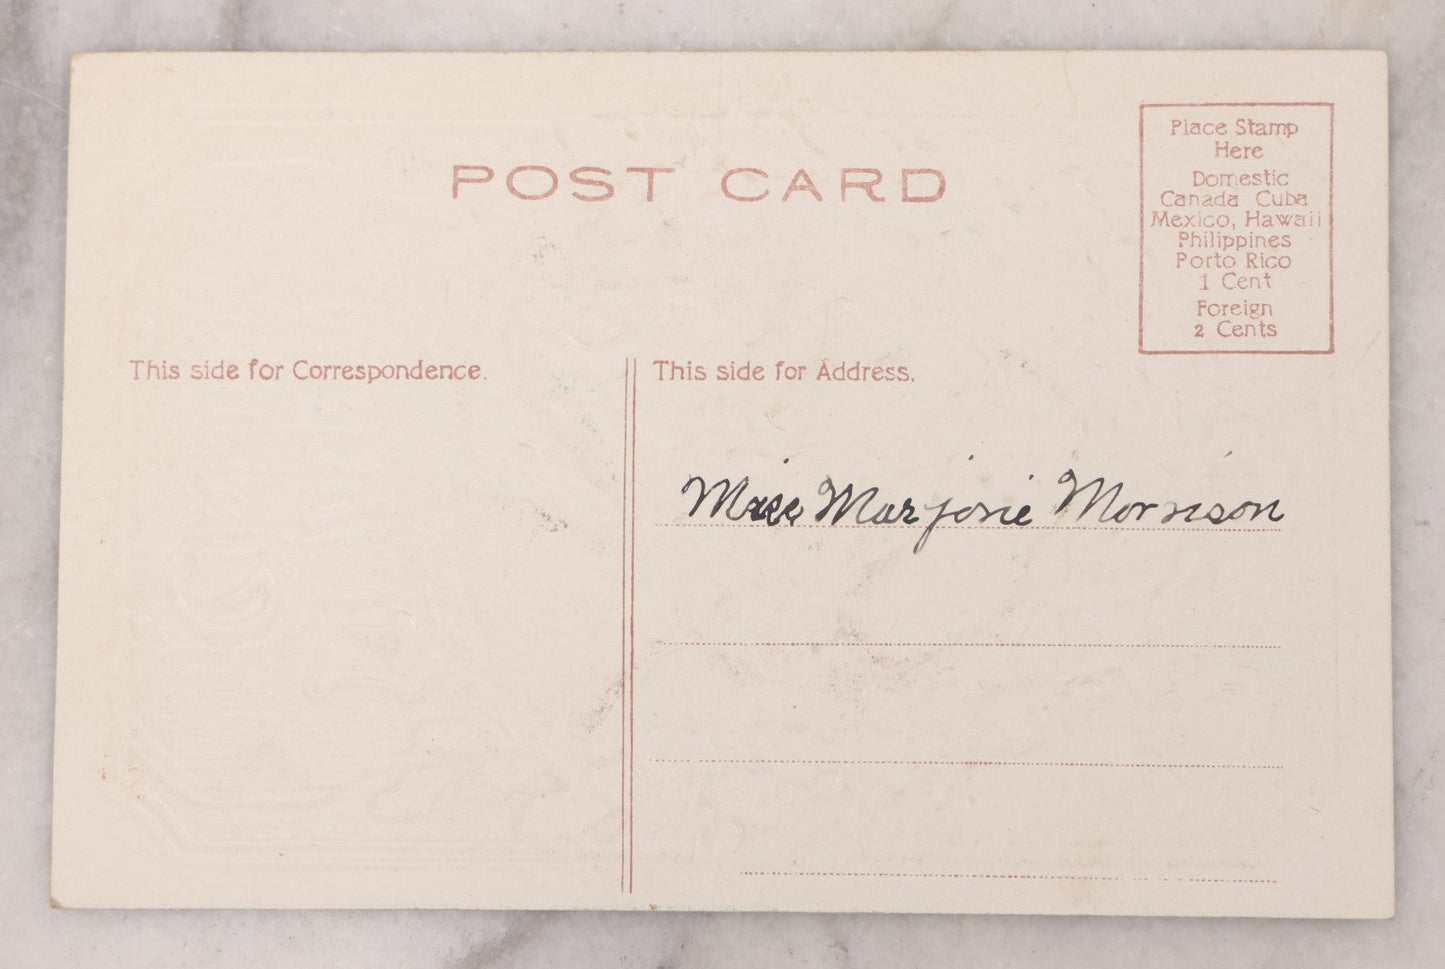 POST CARD
Place Stamp
Here
Domestic
Canada Cuba
Mexico, Hawaii
Philippines
Porto Rico
1 Cent
Foreign
2 Cents
This side for Correspondence.
This side for Address.
Miss Marjorie Morrison